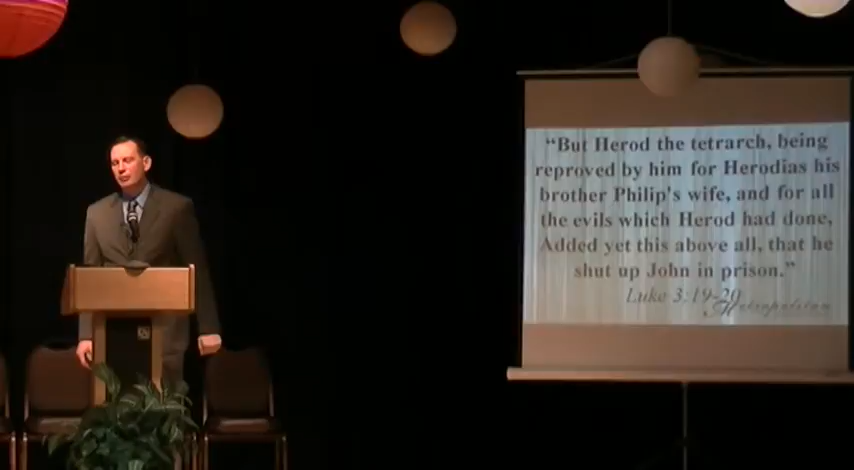 “But Herod the tetrarch, being
reproved by him for Herodias his
brother Philip's wife, and for all
the evils which Herod had done,
Added yet this above all, that he
shut up John in prison.”
Luke 3:19-20
Metropolitan